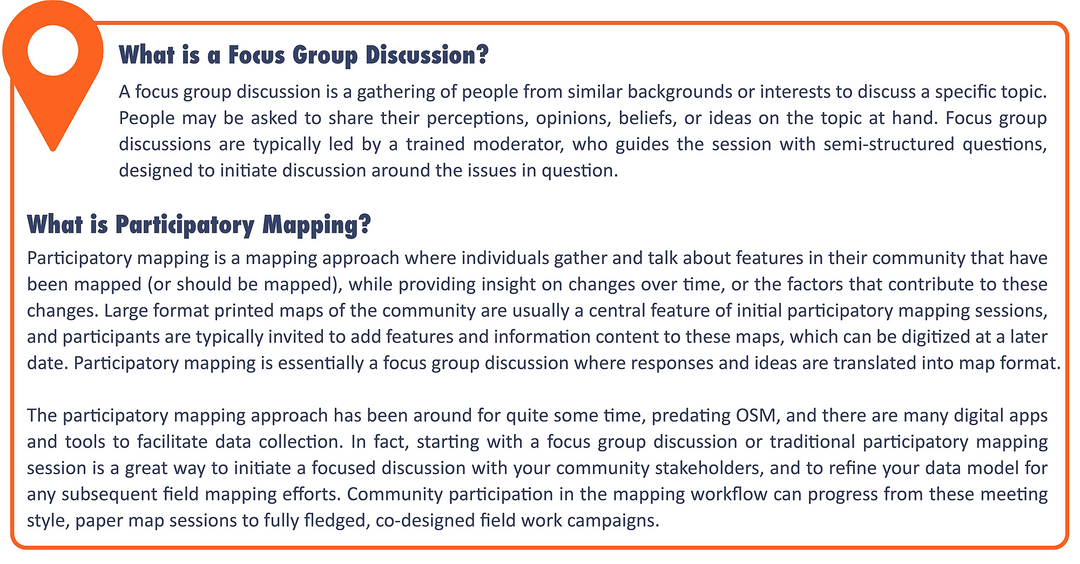 What is a Focus Group Discussion?
A focus group discussion is a gathering of people from similar backgrounds or interests to discuss a specific topic.
People may be asked to share their perceptions, opinions, beliefs, or ideas on the topic at hand. Focus group
discussions are typically led by a trained moderator, who guides the session with semi-structured questions,
designed to initiate discussion around the issues in question.
What is Participatory Mapping?
Participatory mapping is a mapping approach where individuals gather and talk about features in their community that have
been mapped (or should be mapped), while providing insight on changes over time, or the factors that contribute to these
changes. Large format printed maps of the community are usually a central feature of initial participatory mapping sessions,
and participants are typically invited to add features and information content to these maps, which can be digitized at a later
date. Participatory mapping is essentially a focus group discussion where responses and ideas are translated into map format.
The participatory mapping approach has been around for quite some time, predating OSM, and there are many digital apps
and tools to facilitate data collection. In fact, starting with a focus group discussion or traditional participatory mapping
session is a great way to initiate a focused discussion with your community stakeholders, and to refine your data model for
any subsequent field mapping efforts. Community participation in the mapping workflow can progress from these meeting
style, paper map sessions to fully fledged, co-designed field work campaigns.